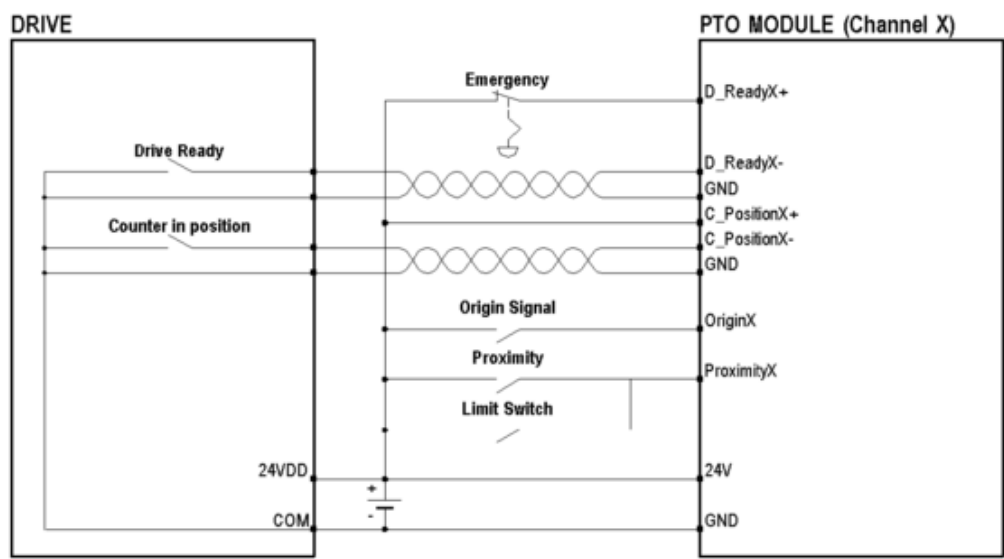 DRIVE
PTO MODULE (Channel X)
Emergency
D_ReadyX+
Drive Ready
D_ReadyX-
GND
C_PositionX+
Counter in position
C_PositionX-
GND
Origin Signal
OriginX
Proximity
ProximityX
Limit Switch
24VDD
24V
+
-
COM
GND